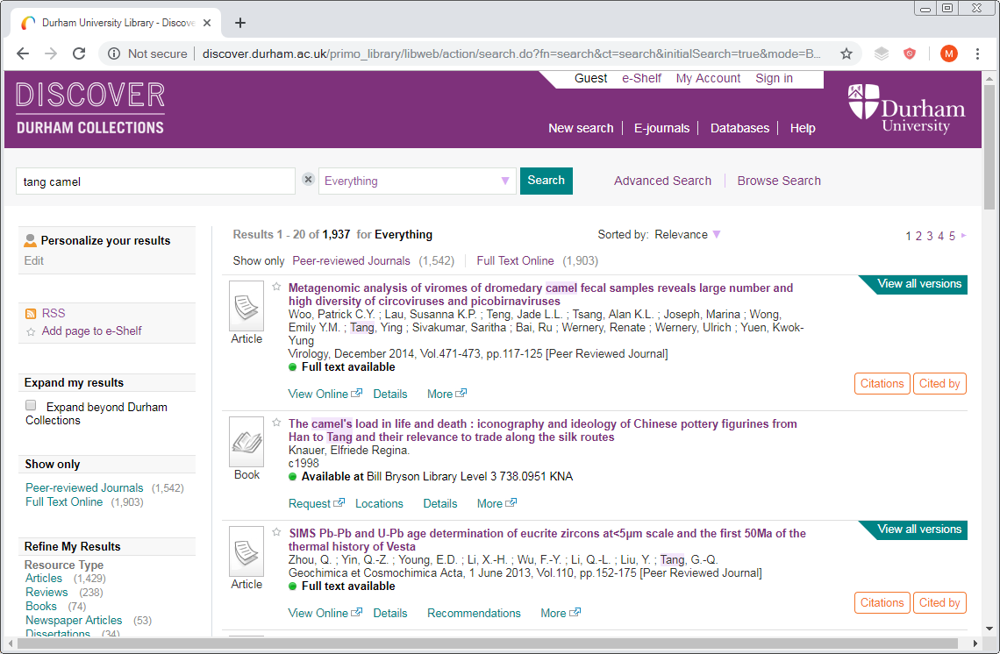 Durham University Library - Discove
Not secure
discover.durham.ac.uk/primo_library/libweb/action/search.do?fn=search&ct=search&initialSearch=true&mode=B...
M
DISCOVER
DURHAM COLLECTIONS
Guest e-Shelf My Account Sign in
New search E-journals Databases Help
Durham
University
tang camel
Everything
Search
Advanced Search Browse Search
Personalize your results
Edit
RSS
Add page to e-Shelf
Expand my results
Expand beyond Durham
Collections
Show only
Peer-reviewed Journals (1,542)
Full Text Online (1,903)
Refine My Results
Resource Type
Articles (1,429)
Reviews (238)
Books (74)
Newspaper Articles (53)
Dissertations (34)
Results 1 - 20 of 1,937 for Everything
Sorted by: Relevance
1 2 3 4 5
Show only Peer-reviewed Journals (1,542) Full Text Online (1,903)
Article
Metagenomic analysis of viromes of dromedary camel fecal samples reveals large number and
high diversity of circoviruses and picobirnaviruses
Woo, Patrick C.Y. ; Lau, Susanna K.P. ; Teng, Jade L.L. ; Tsang, Alan K.L. ; Joseph, Marina ; Wong,
Emily Y.M. ; Tang, Ying ; Sivakumar, Saritha ; Bai, Ru ; Wernery, Renate ; Wernery, Ulrich ; Yuen, Kwok-
Yung
Virology, December 2014, Vol.471-473, pp.117-125 [Peer Reviewed Journal]
Full text available
View Online Details More
View all versions
Citations Cited by
Book
The camel's load in life and death : iconography and ideology of Chinese pottery figurines from
Han to Tang and their relevance to trade along the silk routes
Knauer, Elfriede Regina.
c1998
Available at Bill Bryson Library Level 3 738.0951 KNA
Request Locations Details More
Article
SIMS Pb-Pb and U-Pb age determination of eucrite zircons at<5μm scale and the first 50Ma of the
thermal history of Vesta
Zhou, Q. ; Yin, Q.-Z. ; Young, E.D. ; Li, X.-H. ; Wu, F.-Y. ; Li, Q.-L. ; Liu, Y. ; Tang, G.-Q.
Geochimica et Cosmochimica Acta, 1 June 2013, Vol.110, pp.152-175 [Peer Reviewed Journal]
Full text available
View Online Details Recommendations More
View all versions
Citations Cited by